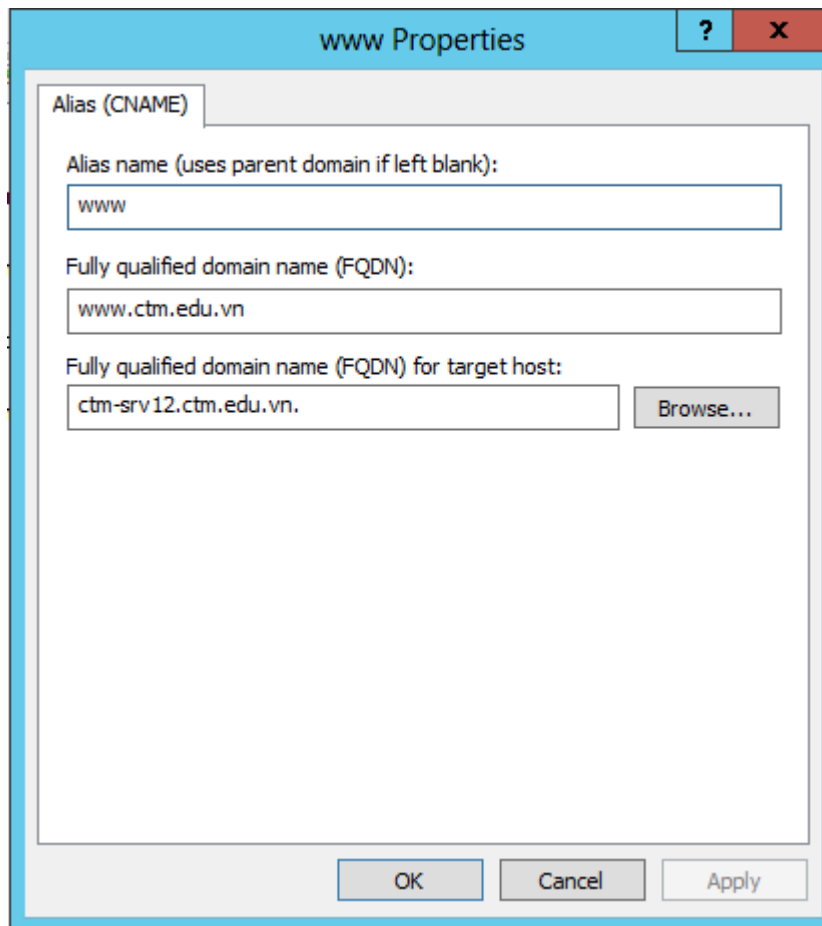 www Properties
?
x
Alias (CNAME)
Alias name (uses parent domain if left blank):
www
Fully qualified domain name (FQDN):
www.ctm.edu.vn
Fully qualified domain name (FQDN) for target host:
ctm-srv12.ctm.edu.vn.
Browse...
OK
Cancel
Apply